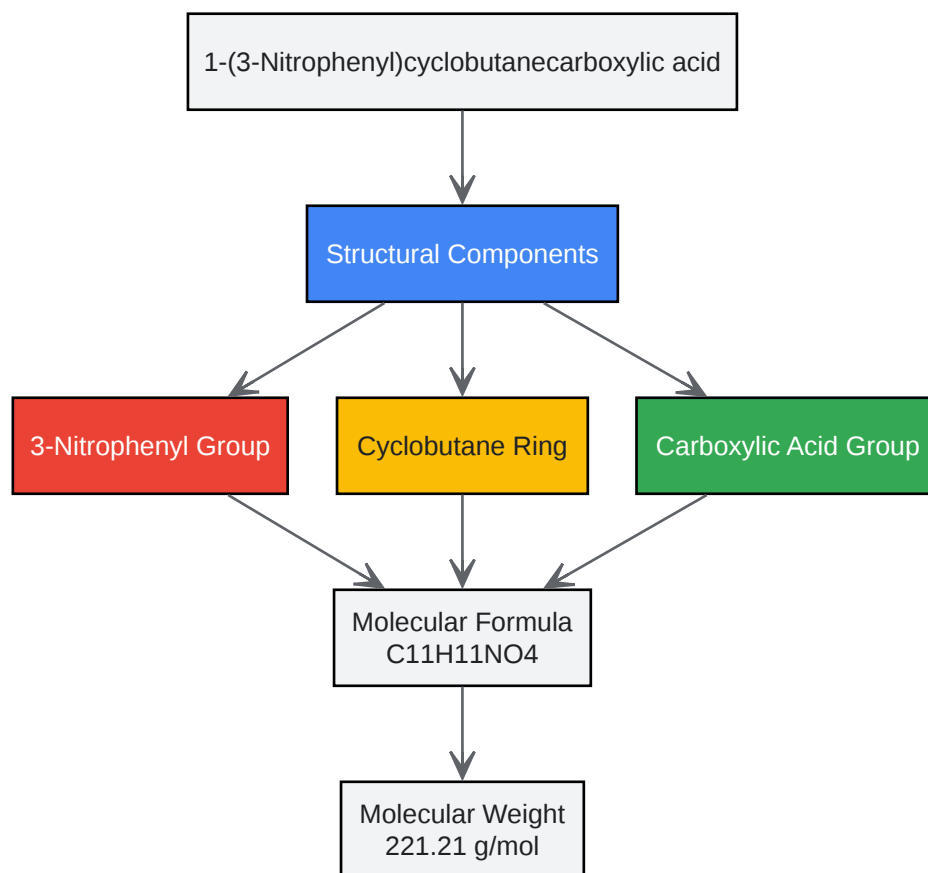 1-(3-Nitrophenyl)cyclobutanecarboxylic acid
Structural Components
3-Nitrophenyl Group
Cyclobutane Ring
Carboxylic Acid Group
Molecular Formula
C11H11NO4
Molecular Weight
221.21 g/mol